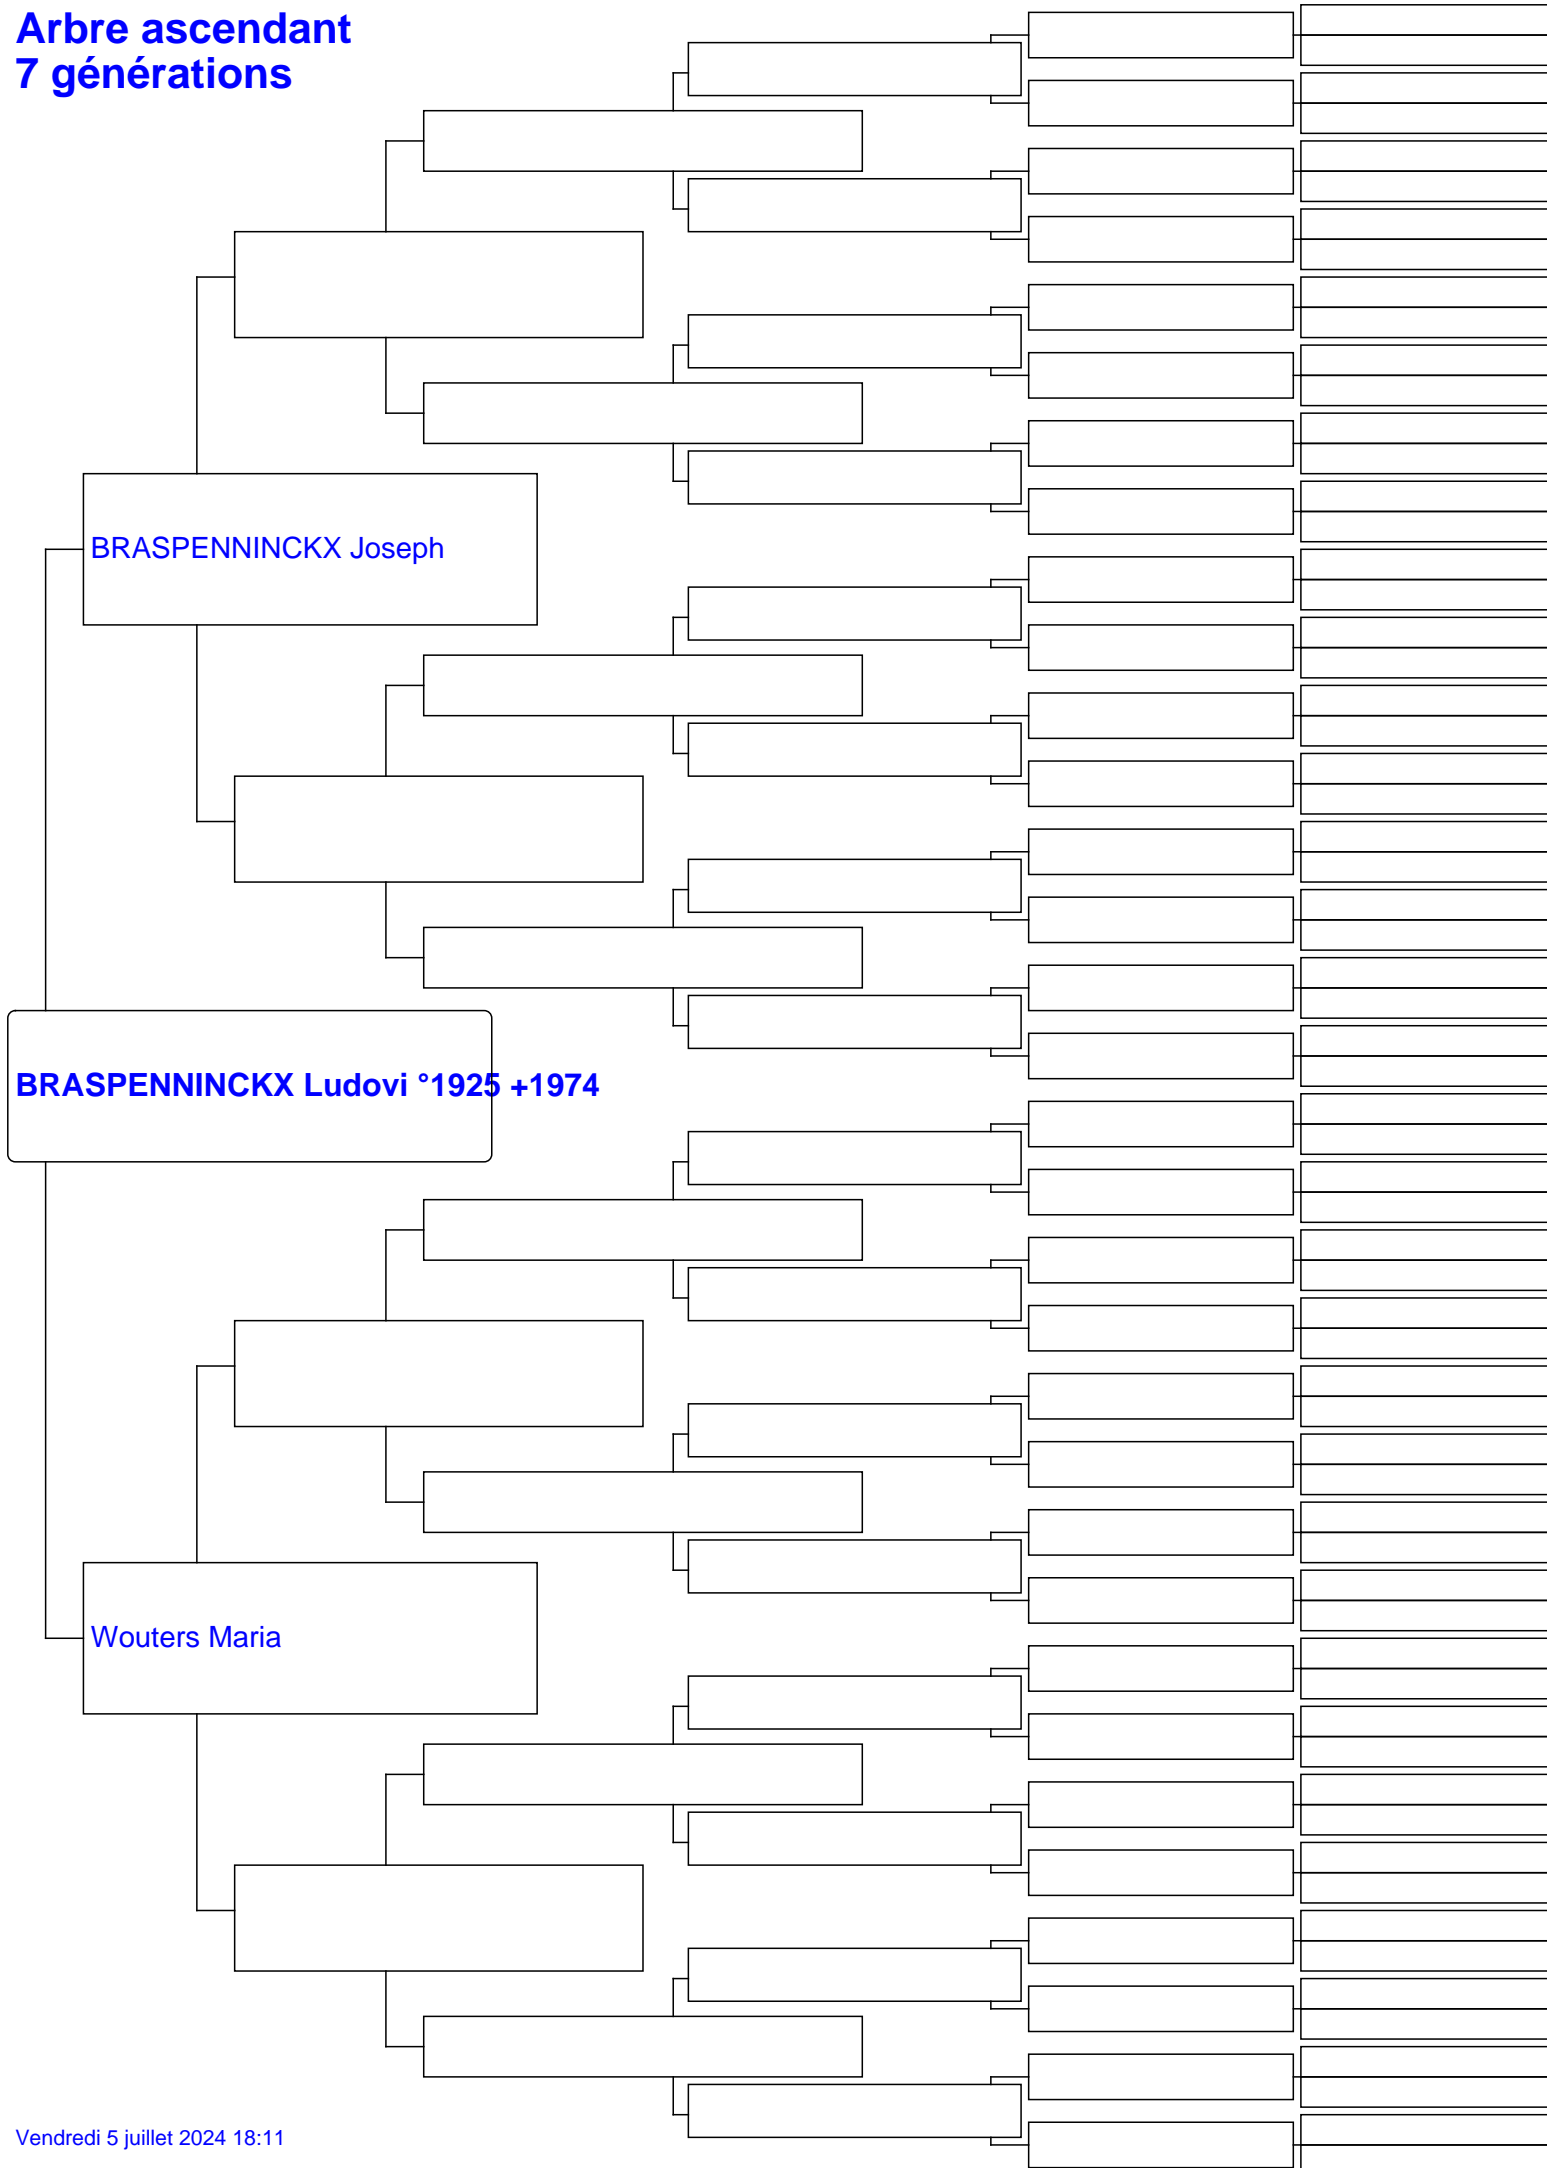 Arbre ascendant
7 générations
BRASPENNINCKX Joseph
BRASPENNINCKX Ludovi °1925 +1974
Wouters Maria
Vendredi 5 juillet 2024 18:11